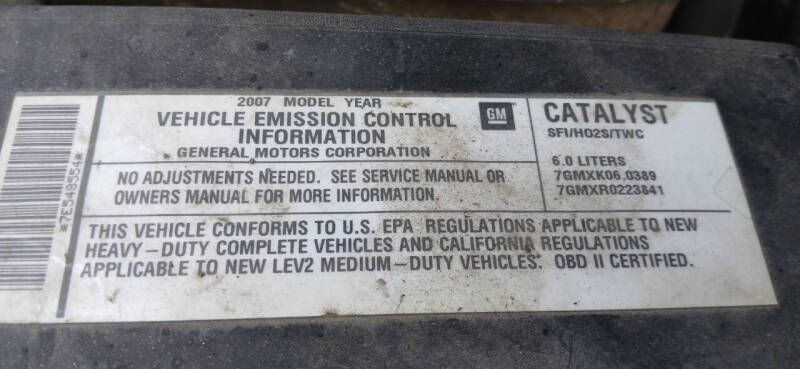 2007 MODEL YEAR
VEHICLE EMISSION CONTROL
INFORMATION
GENERAL MOTORS CORPORATION
GM
CATALYST
SFI/HO2S/TWC
NO ADJUSTMENTS NEEDED. SEE SERVICE MANUAL OR
OWNERS MANUAL FOR MORE INFORMATION.
6.0 LITERS
7GMXK06.0389
7GMXR0223841
THIS VEHICLE CONFORMS TO U.S. EPA REGULATIONS APPLICABLE TO NEW
HEAVY-DUTY COMPLETE VEHICLES AND CALIFORNIA REGULATIONS
APPLICABLE TO NEW LEV2 MEDIUM-DUTY VEHICLES. OBD II CERTIFIED.
*7E548554*